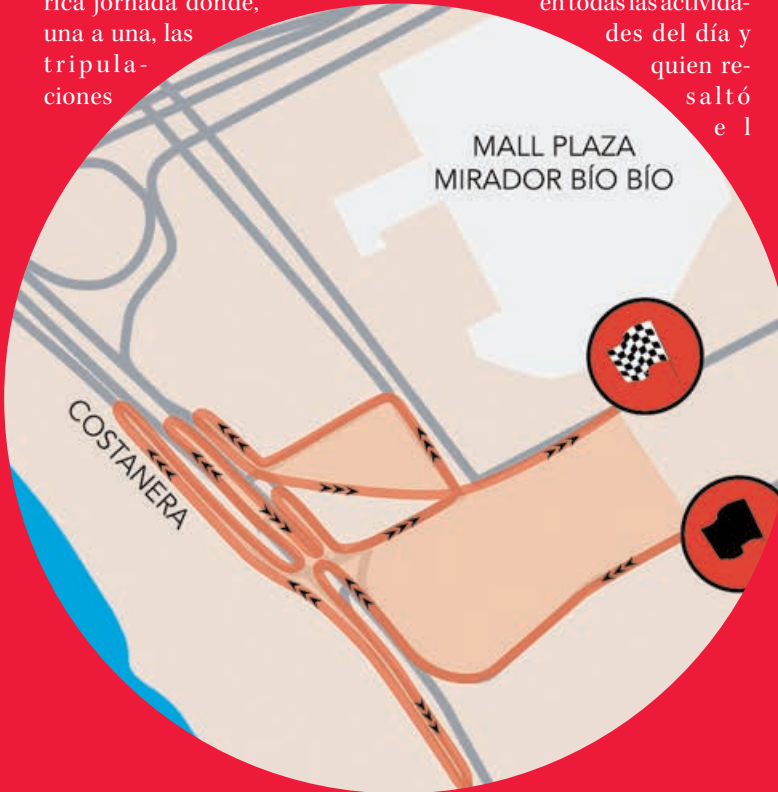 rica jornada donde,
una a una, las
tripula-
ciones
en todas las activida-
des del día y
quien re-
saltó
el
MALL PLAZA
MIRADOR BÍO BÍO
COSTANERA